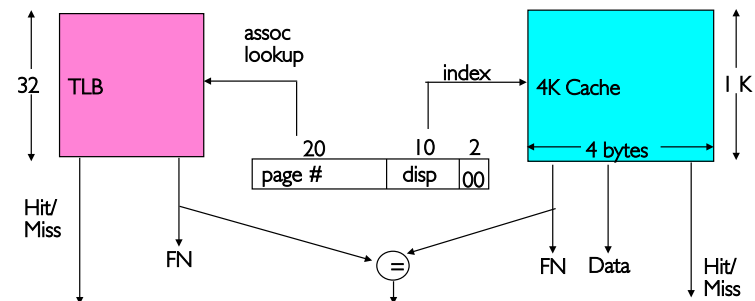 assoc
lookup
32
TLB
index
4K Cache
1 K
20
10
2
4 bytes
page #
disp
00
Hit/
Miss
FN
=
FN
Data
Hit/
Miss